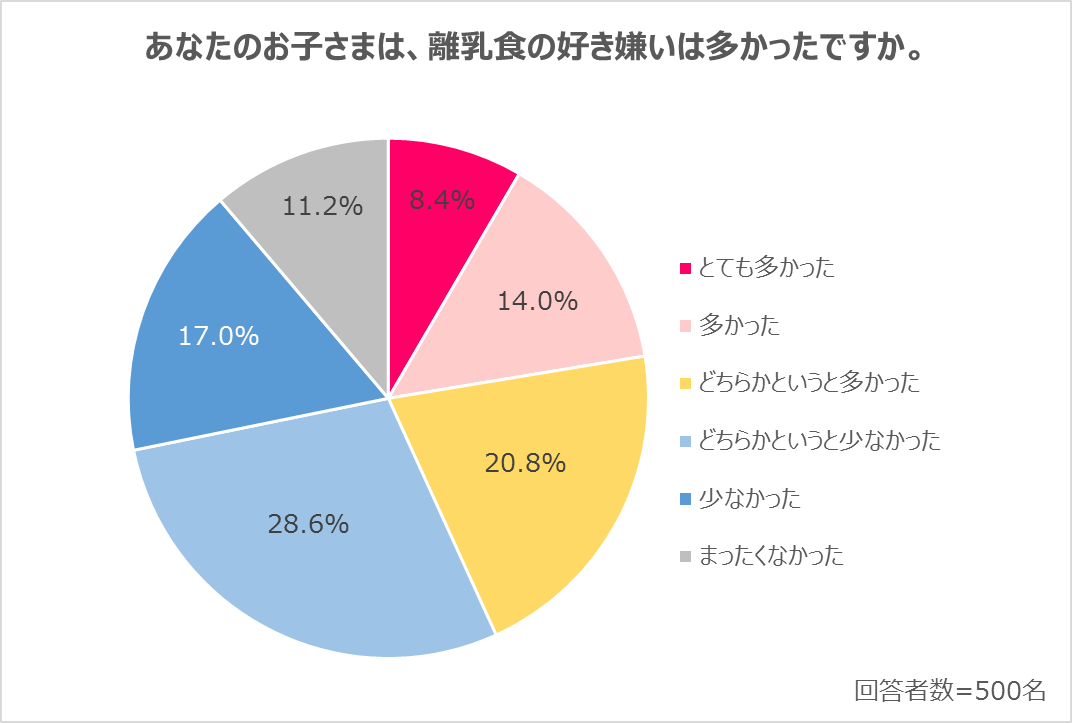 あなたのお子さまは、離乳食の好き嫌いは多かったですか。
8.4%
14.0%
20.8%
28.6%
17.0%
11.2%
とても多かった
多かった
どちらかというと多かった
どちらかというと少なかった
少なかった
まったくなかった
回答者数=500名